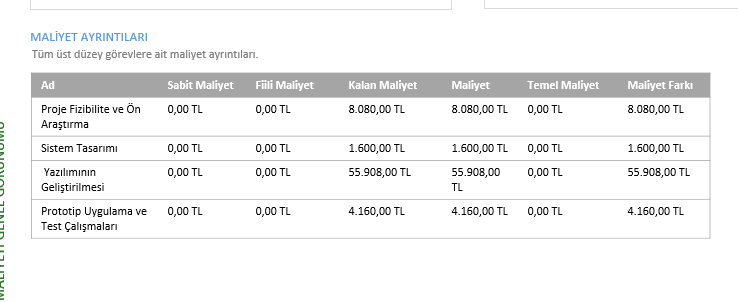 MALİYET AYRINTILARI
Tüm üst düzey görevlere ait maliyet ayrıntıları.
Ad Sabit Maliyet Fiili Maliyet Kalan Maliyet Maliyet Temel Maliyet Maliyet Farkı
Proje Fizibilite ve Ön 0,00 TL 0,00 TL 8.080,00 TL 8.080,00 TL 0,00 TL 8.080,00 TL
Araştırma
Sistem Tasarımı 0,00 TL 0,00 TL 1.600,00 TL 1.600,00 TL 0,00 TL 1.600,00 TL
Yazılımının 0,00 TL 0,00 TL 55.908,00 TL 55.908,00 0,00 TL 55.908,00 TL
Geliştirilmesi TL
Prototip Uygulama ve 0,00 TL 0,00 TL 4.160,00 TL 4.160,00 TL 0,00 TL 4.160,00 TL
Test Çalışmaları
MALİYETİ GENEL GÖRÜNÜMÜ